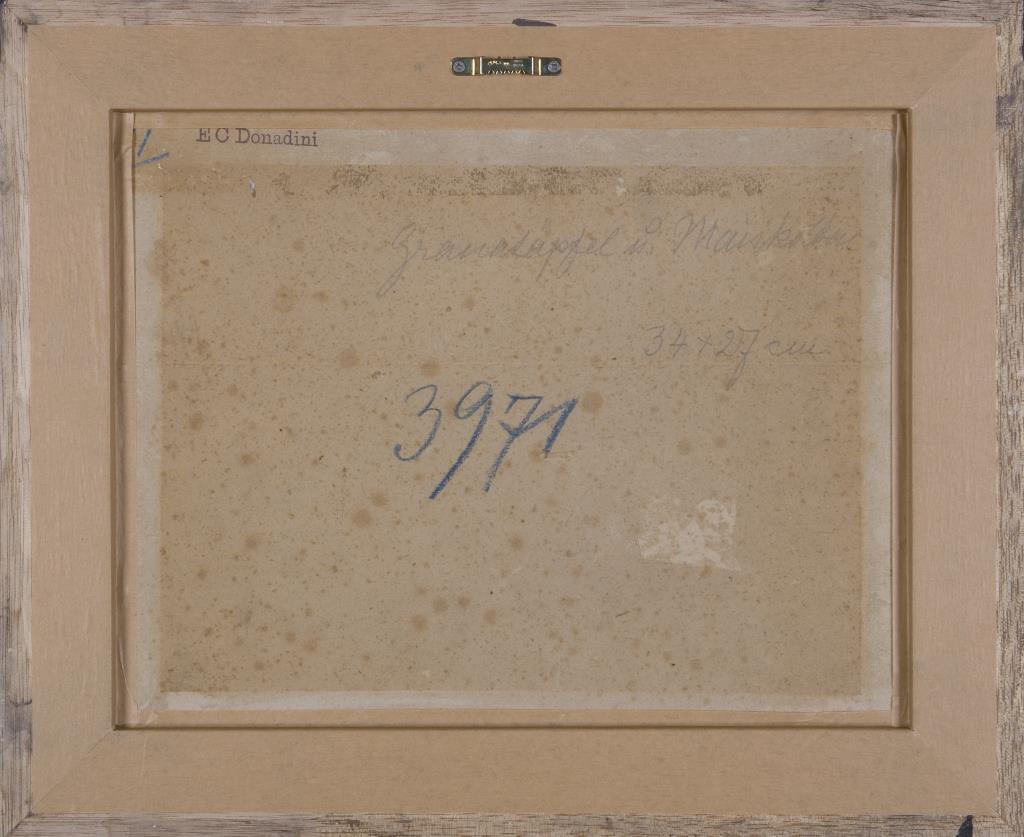 E C Donadini
Granatäpfel u. Maiskolben
34 x 27 cm
3971